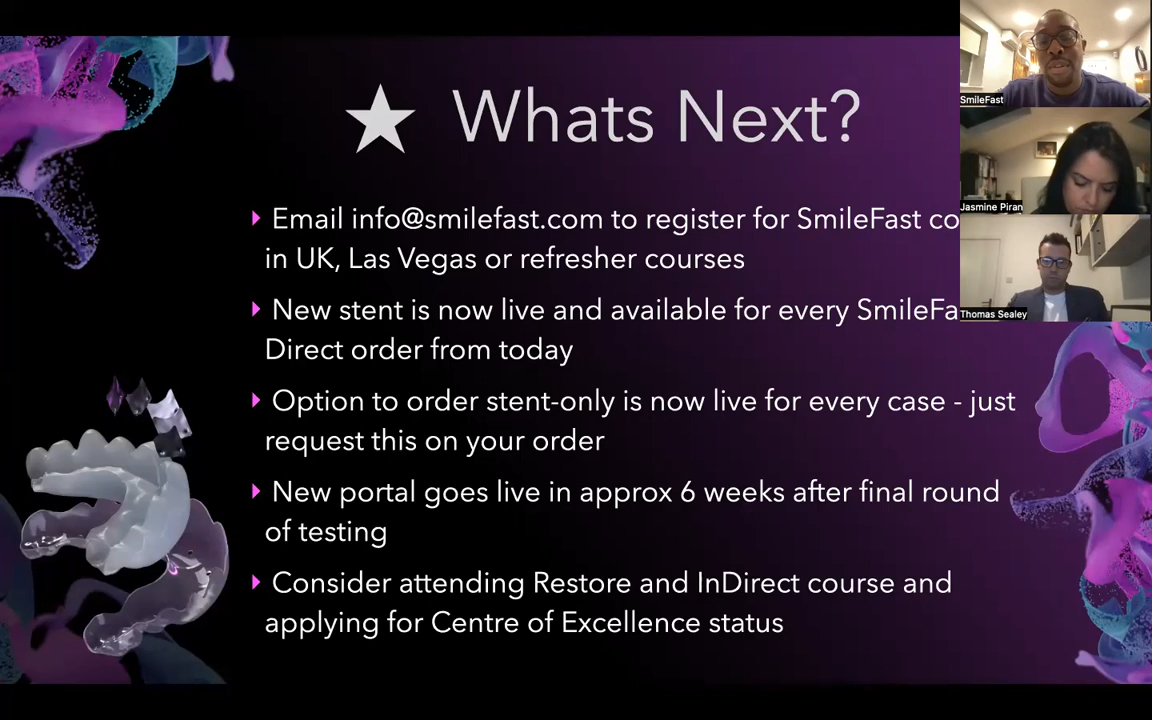 Whats Next?
Email info@smilefast.com to register for SmileFast
in UK, Las Vegas or refresher courses
New stent is now live and available for every
Direct order from today
Option to order stent-only is now live for every case - just
request this on your order
New portal goes live in approx 6 weeks after final round
of testing
Consider attending Restore and InDirect course and
applying for Centre of Excellence status
SmileFast
Jasmine Piran
Thomas Sealey